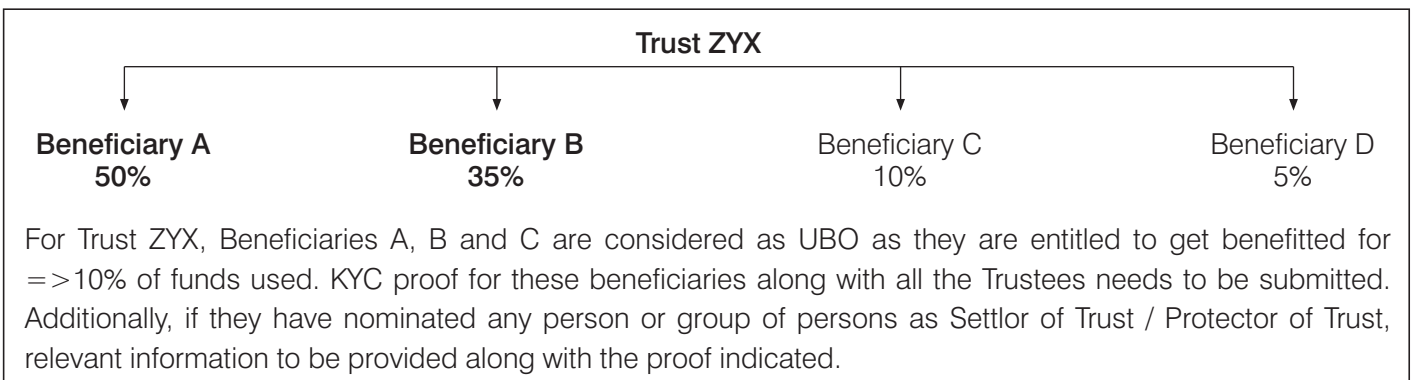 Trust ZYX
Beneficiary A Beneficiary B Beneficiary C Beneficiary D
50% 35% 10% 5%
For Trust ZYX, Beneficiaries A, B and C are considered as UBO as they are entitled to get benefitted for
=>10% of funds used. KYC proof for these beneficiaries along with all the Trustees needs to be submitted.
Additionally, if they have nominated any person or group of persons as Settlor of Trust / Protector of Trust,
relevant information to be provided along with the proof indicated.